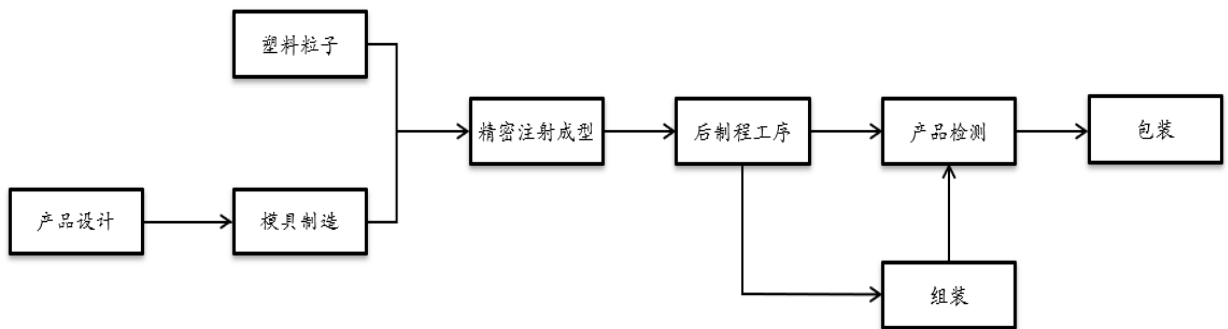 塑料粒子
精密注射成型
后制程工序
产品检测
包装
产品设计
模具制造
组装